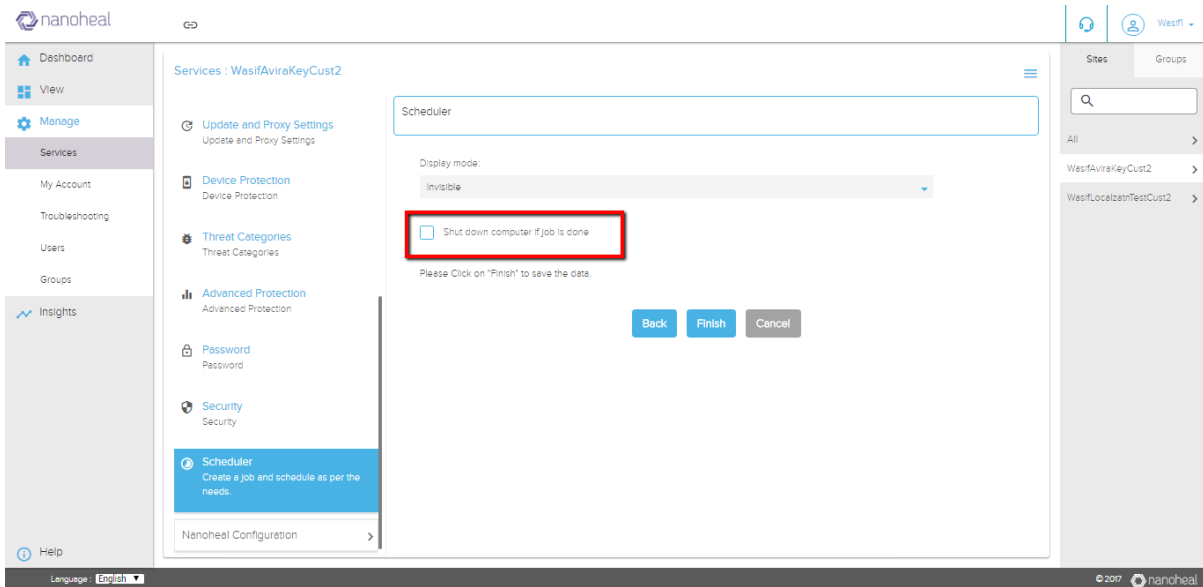 nanoheal
Wasif1
Dashboard
View
Manage
Services
My Account
Troubleshooting
Users
Groups
Insights
Help
Services : WasifAviraKeyCust2
Update and Proxy Settings
Update and Proxy Settings
Device Protection
Device Protection
Threat Categories
Threat Categories
Advanced Protection
Advanced Protection
Password
Password
Security
Security
Scheduler
Create a job and schedule as per the
needs.
Nanoheal Configuration
Scheduler
Display mode:
Invisible
Shut down computer if job is done
Please Click on "Finish" to save the data.
Back Finish Cancel
Sites Groups
All
WasifAviraKeyCust2
WasifLocalzatnTestCust2
Language : English
© 2017 nanoheal